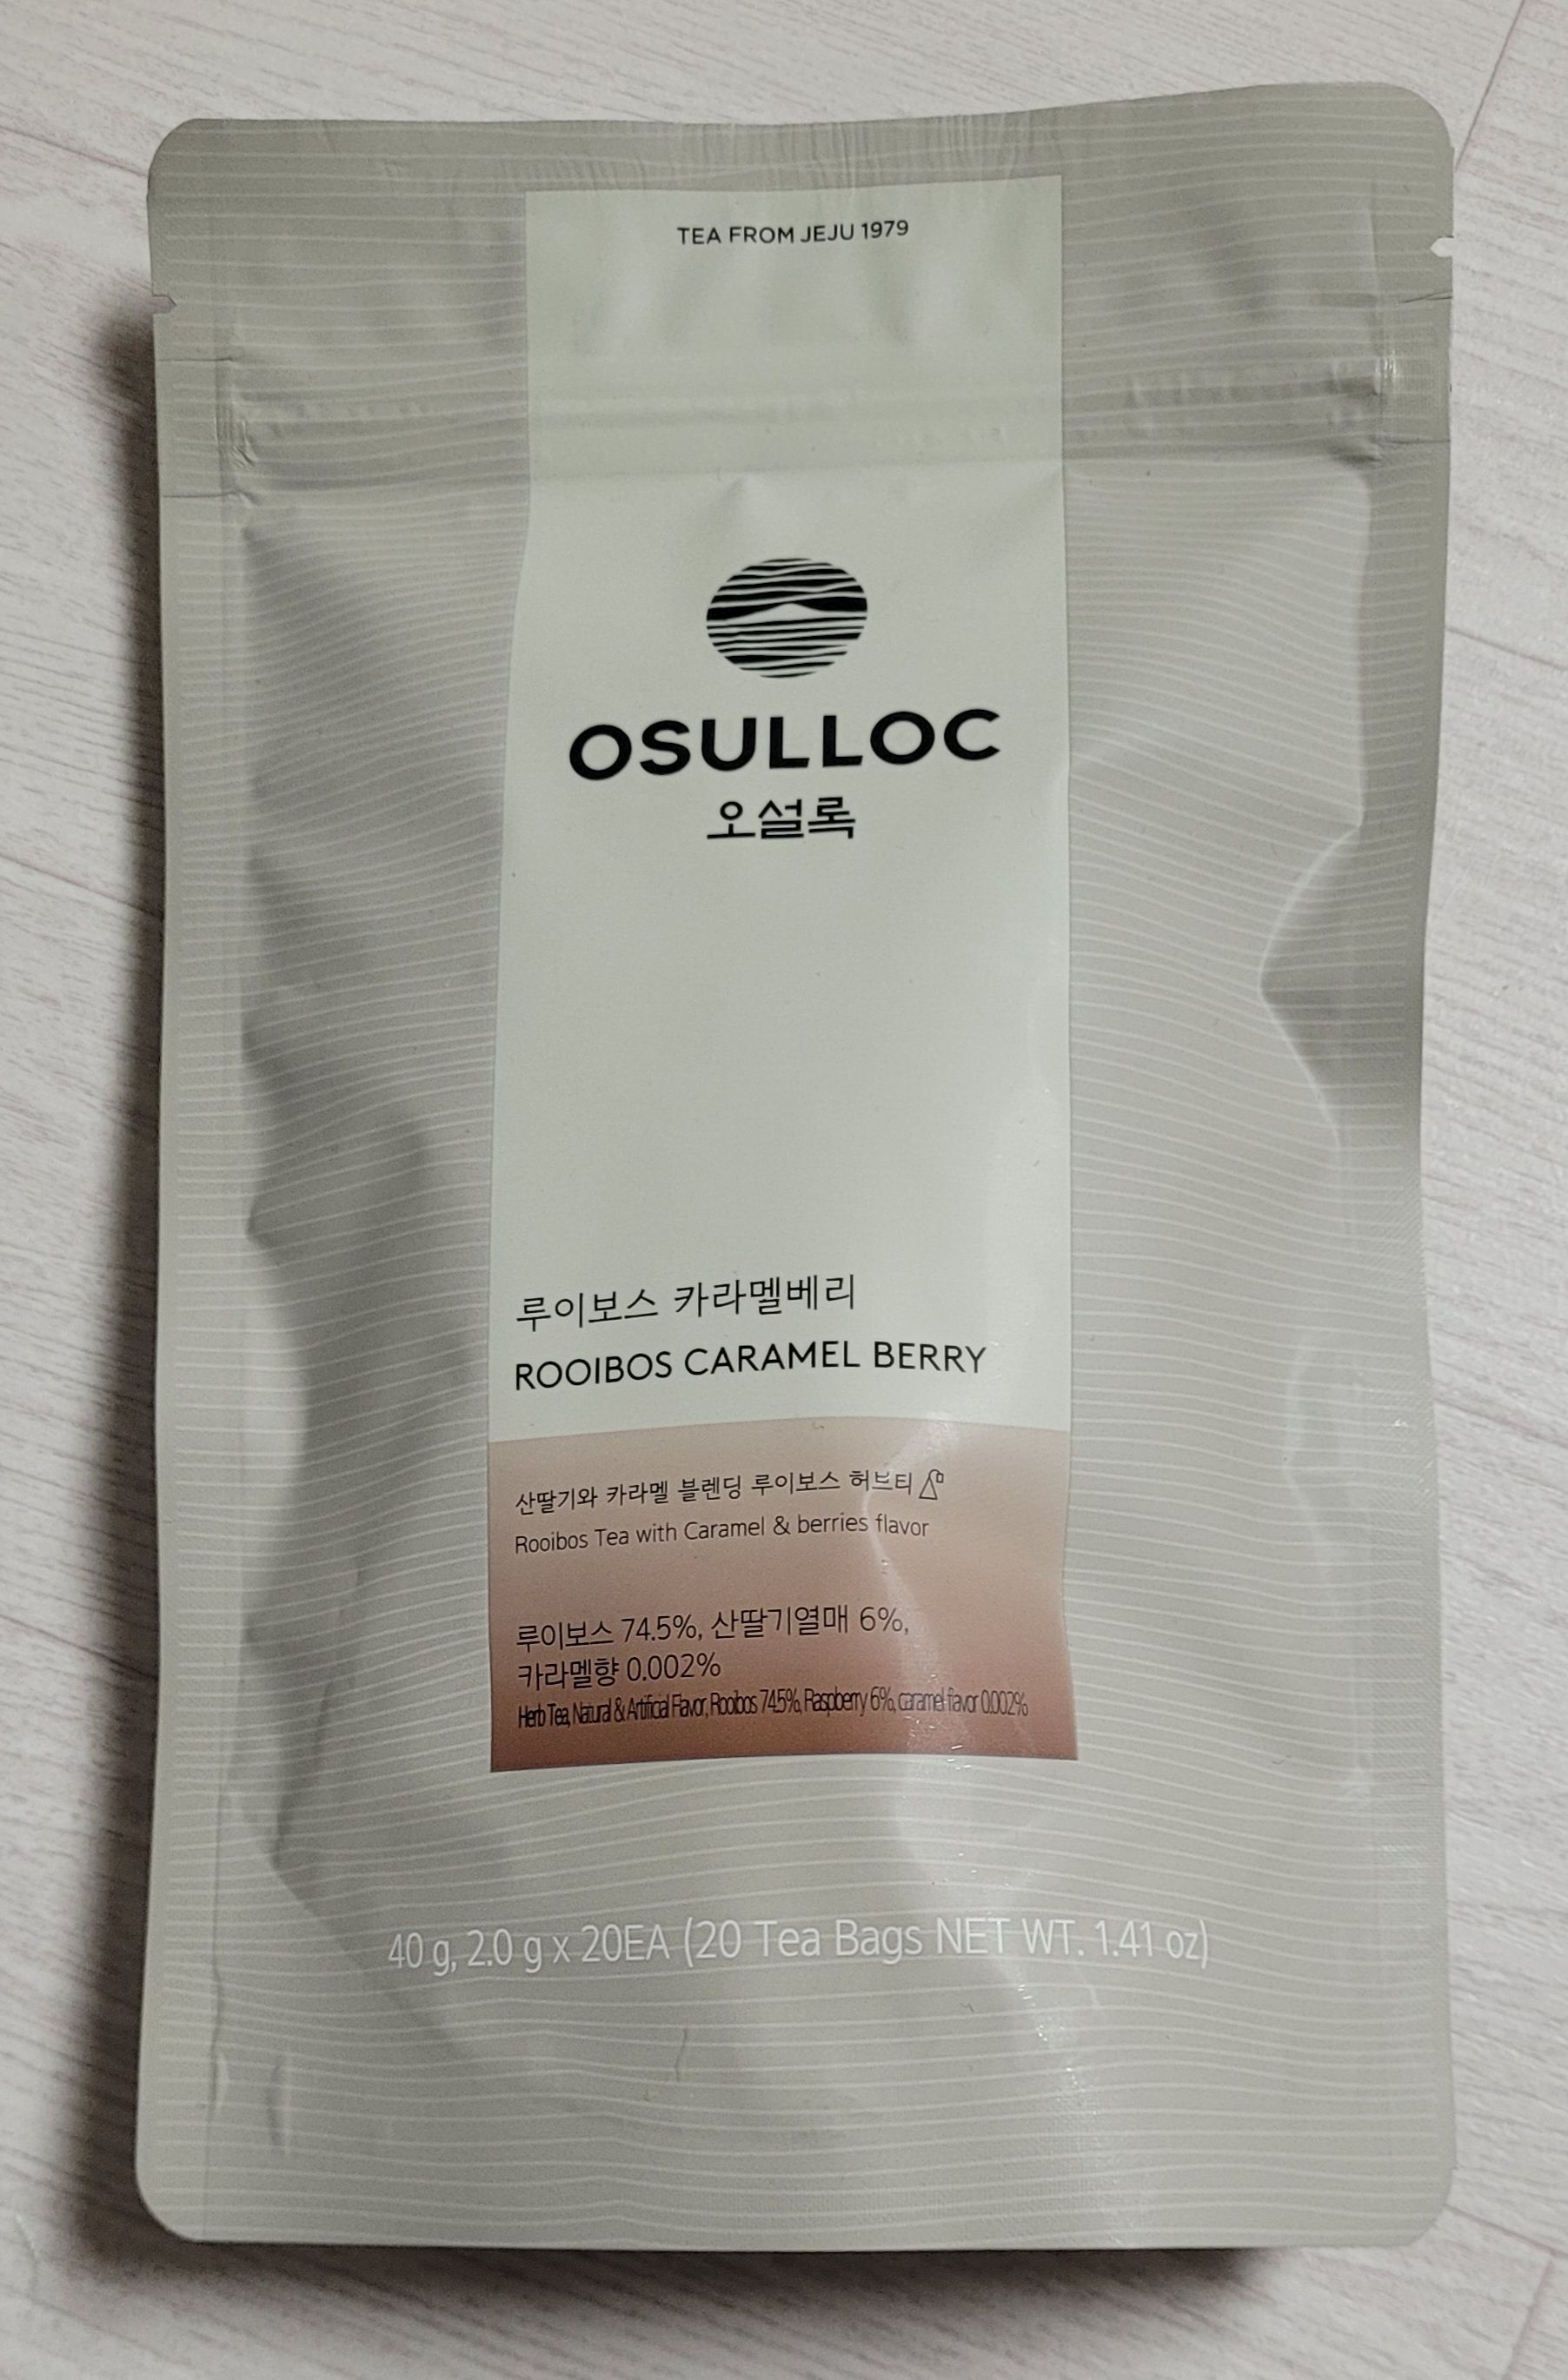 TEA FROM JEJU 1979
OSULLOC
오설록
루이보스 카라멜베리
ROOIBOS CARAMEL BERRY
산딸기와 카라멜 블렌딩 루이보스 허브티
Rooibos Tea with Caramel & berries flavor
루이보스 74.5%, 산딸기열매 6%,
카라멜향 0.002%
Herb Tea, Natural & Artificial Flavor, Rooibos 74.5%, Raspberry 6%, caramel flavor 0.002%
40 g, 2.0 g x 20EA (20 Tea Bags NET WT. 1.41 oz)